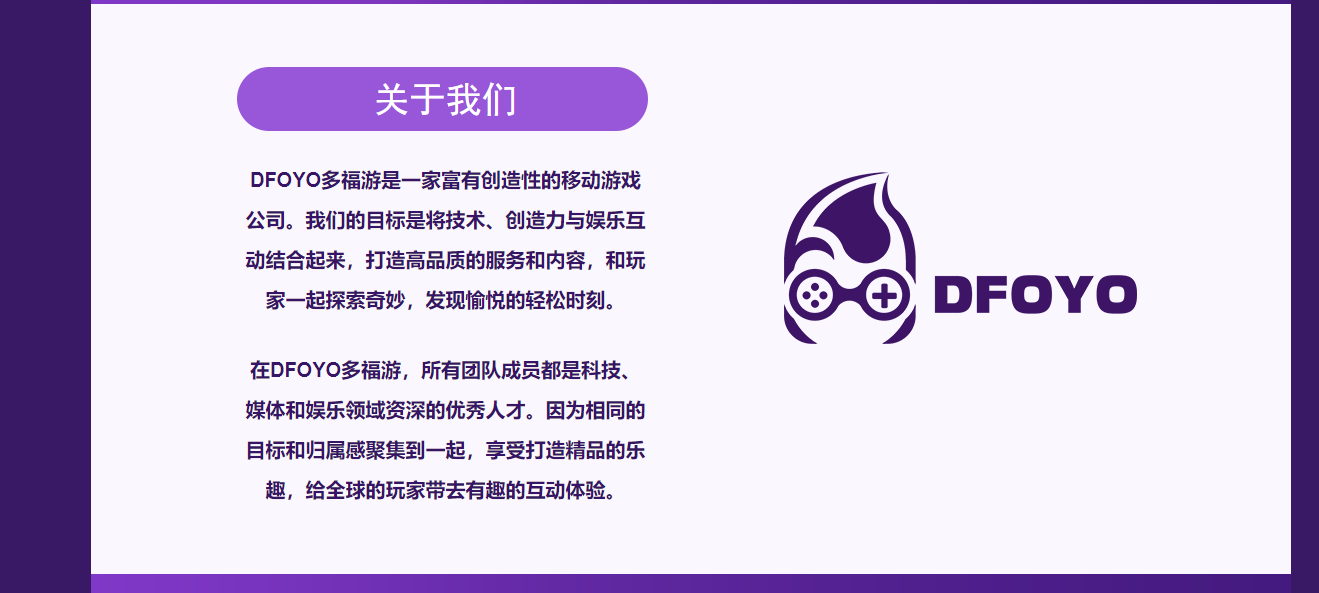 关于我们
DFOYO多福游是一家富有创造性的移动游戏
公司。我们的目标是将技术、创造力与娱乐互
动结合起来，打造高品质的服务和内容，和玩
家一起探索奇妙，发现愉悦的轻松时刻。
在DFOYO多福游，所有团队成员都是科技、
媒体和娱乐领域资深的优秀人才。因为相同的
目标和归属感聚集到一起，享受打造精品的乐
趣，给全球的玩家带去有趣的互动体验。
DFOYO